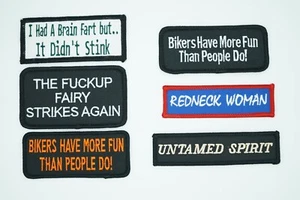 I Had A Brain Fart but..
It Didn't Stink
THE FUCKUP
FAIRY
STRIKES AGAIN
BIKERS HAVE MORE FUN
THAN PEOPLE DO!
Bikers Have More Fun
Than People Do!
REDNECK WOMAN
UNTAMED SPIRIT